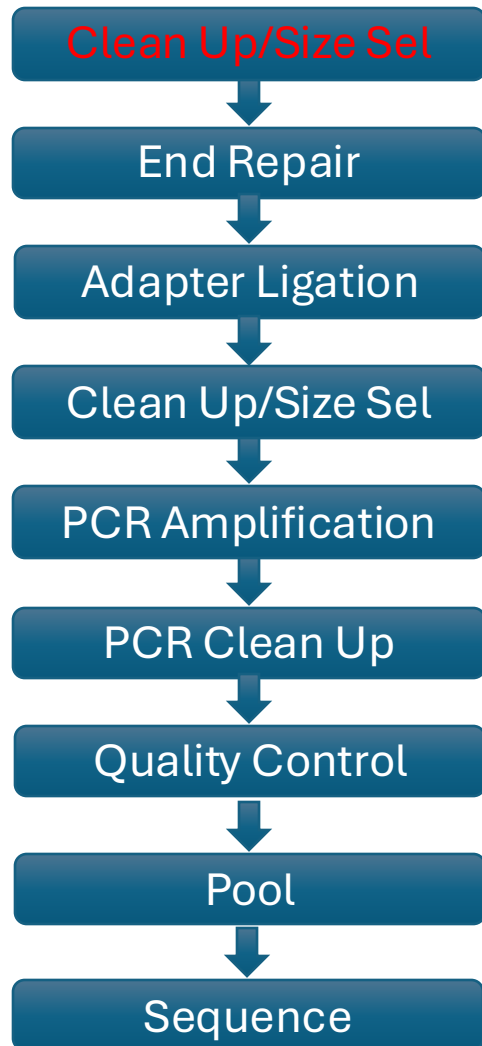 Clean Up/Size Sel
End Repair
Adapter Ligation
Clean Up/Size Sel
PCR Amplification
PCR Clean Up
Quality Control
Pool
Sequence